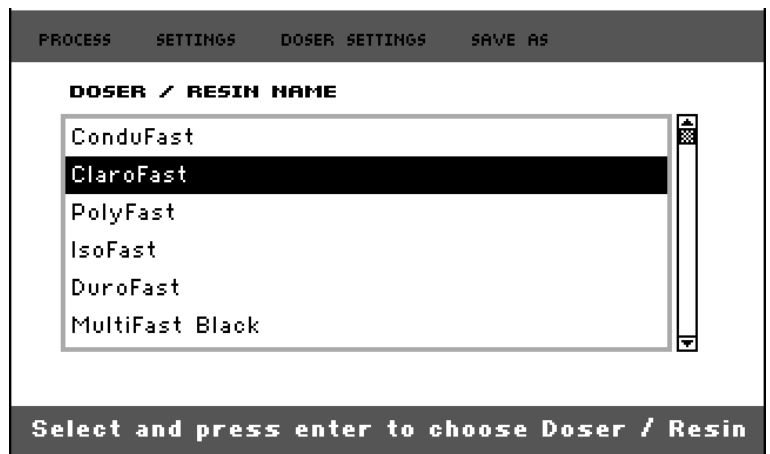 PROCESS SETTINGS DOSER SETTINGS SAVE AS
DOSER / RESIN NAME
ConduFast
ClaroFast
PolyFast
IsoFast
DuroFast
MultiFast Black
Select and press enter to choose Doser / Resin